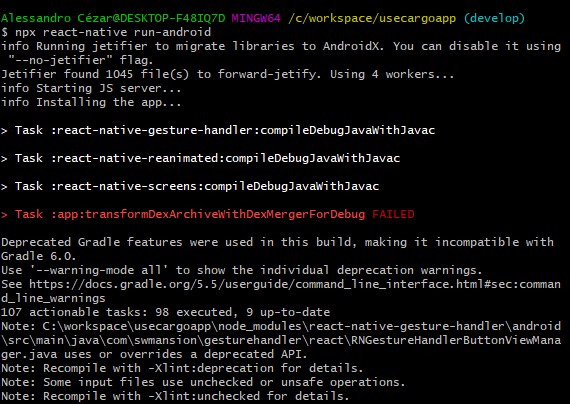 Alessandro Cézar@DESKTOP-F48IQ7D MINGW64 /c/workspace/usecargoapp (develop)
$ npx react-native run-android
info Running jetifier to migrate libraries to AndroidX. You can disable it using
 "--no-jetifier" flag.
Jetifier found 1045 file(s) to forward-jetify. Using 4 workers...
info Starting JS server...
info Installing the app...
> Task :react-native-gesture-handler:compileDebugJavaWithJavac
> Task :react-native-reanimated:compileDebugJavaWithJavac
> Task :react-native-screens:compileDebugJavaWithJavac
> Task :app:transformDexArchiveWithDexMergerForDebug FAILED
Deprecated Gradle features were used in this build, making it incompatible with
Gradle 6.0.
Use '--warning-mode all' to show the individual deprecation warnings.
See https://docs.gradle.org/5.5/userguide/command_line_interface.html#sec:comman
d_line_warnings
107 actionable tasks: 98 executed, 9 up-to-date
Note: C:\workspace\usecargoapp\node_modules\react-native-gesture-handler\android
\src\main\java\com\swmansion\gesturehandler\react\RNGestureHandlerButtonViewMana
ger.java uses or overrides a deprecated API.
Note: Recompile with -Xlint:deprecation for details.
Note: Some input files use unchecked or unsafe operations.
Note: Recompile with -Xlint:unchecked for details.